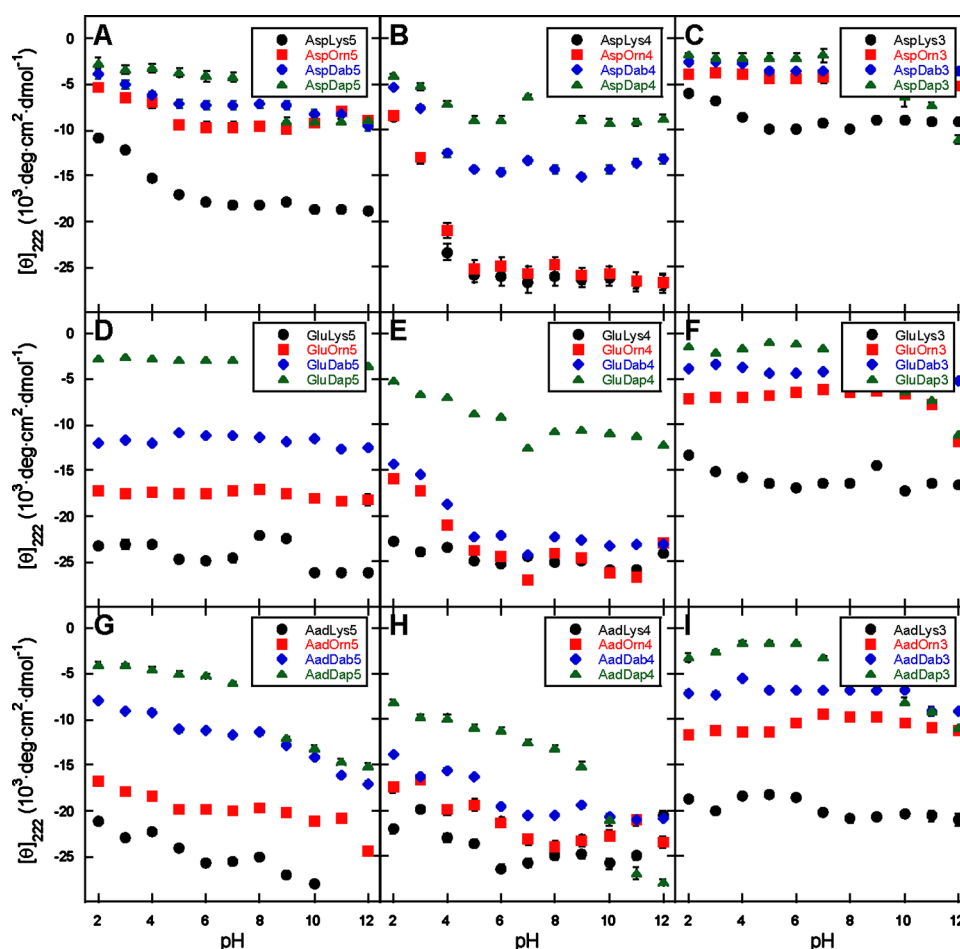 A
AspLys5
AspOrn5
AspDab5
AspDap5
B
AspLys4
AspOrn4
AspDab4
AspDap4
C
AspLys3
AspOrn3
AspDab3
AspDap3
0
-5
-10
-15
-20
-25
[θ]222 (10³·deg·cm²·dmol⁻¹)
D
GluLys5
GluOrn5
GluDab5
GluDap5
E
GluLys4
GluOrn4
GluDab4
GluDap4
F
GluLys3
GluOrn3
GluDab3
GluDap3
0
-5
-10
-15
-20
-25
[θ]222 (10³·deg·cm²·dmol⁻¹)
G
AadLys5
AadOrn5
AadDab5
AadDap5
H
AadLys4
AadOrn4
AadDab4
AadDap4
I
AadLys3
AadOrn3
AadDab3
AadDap3
0
-5
-10
-15
-20
-25
[θ]222 (10³·deg·cm²·dmol⁻¹)
2 4 6 8 10 12 2 4 6 8 10 12 2 4 6 8 10 12
pH pH pH